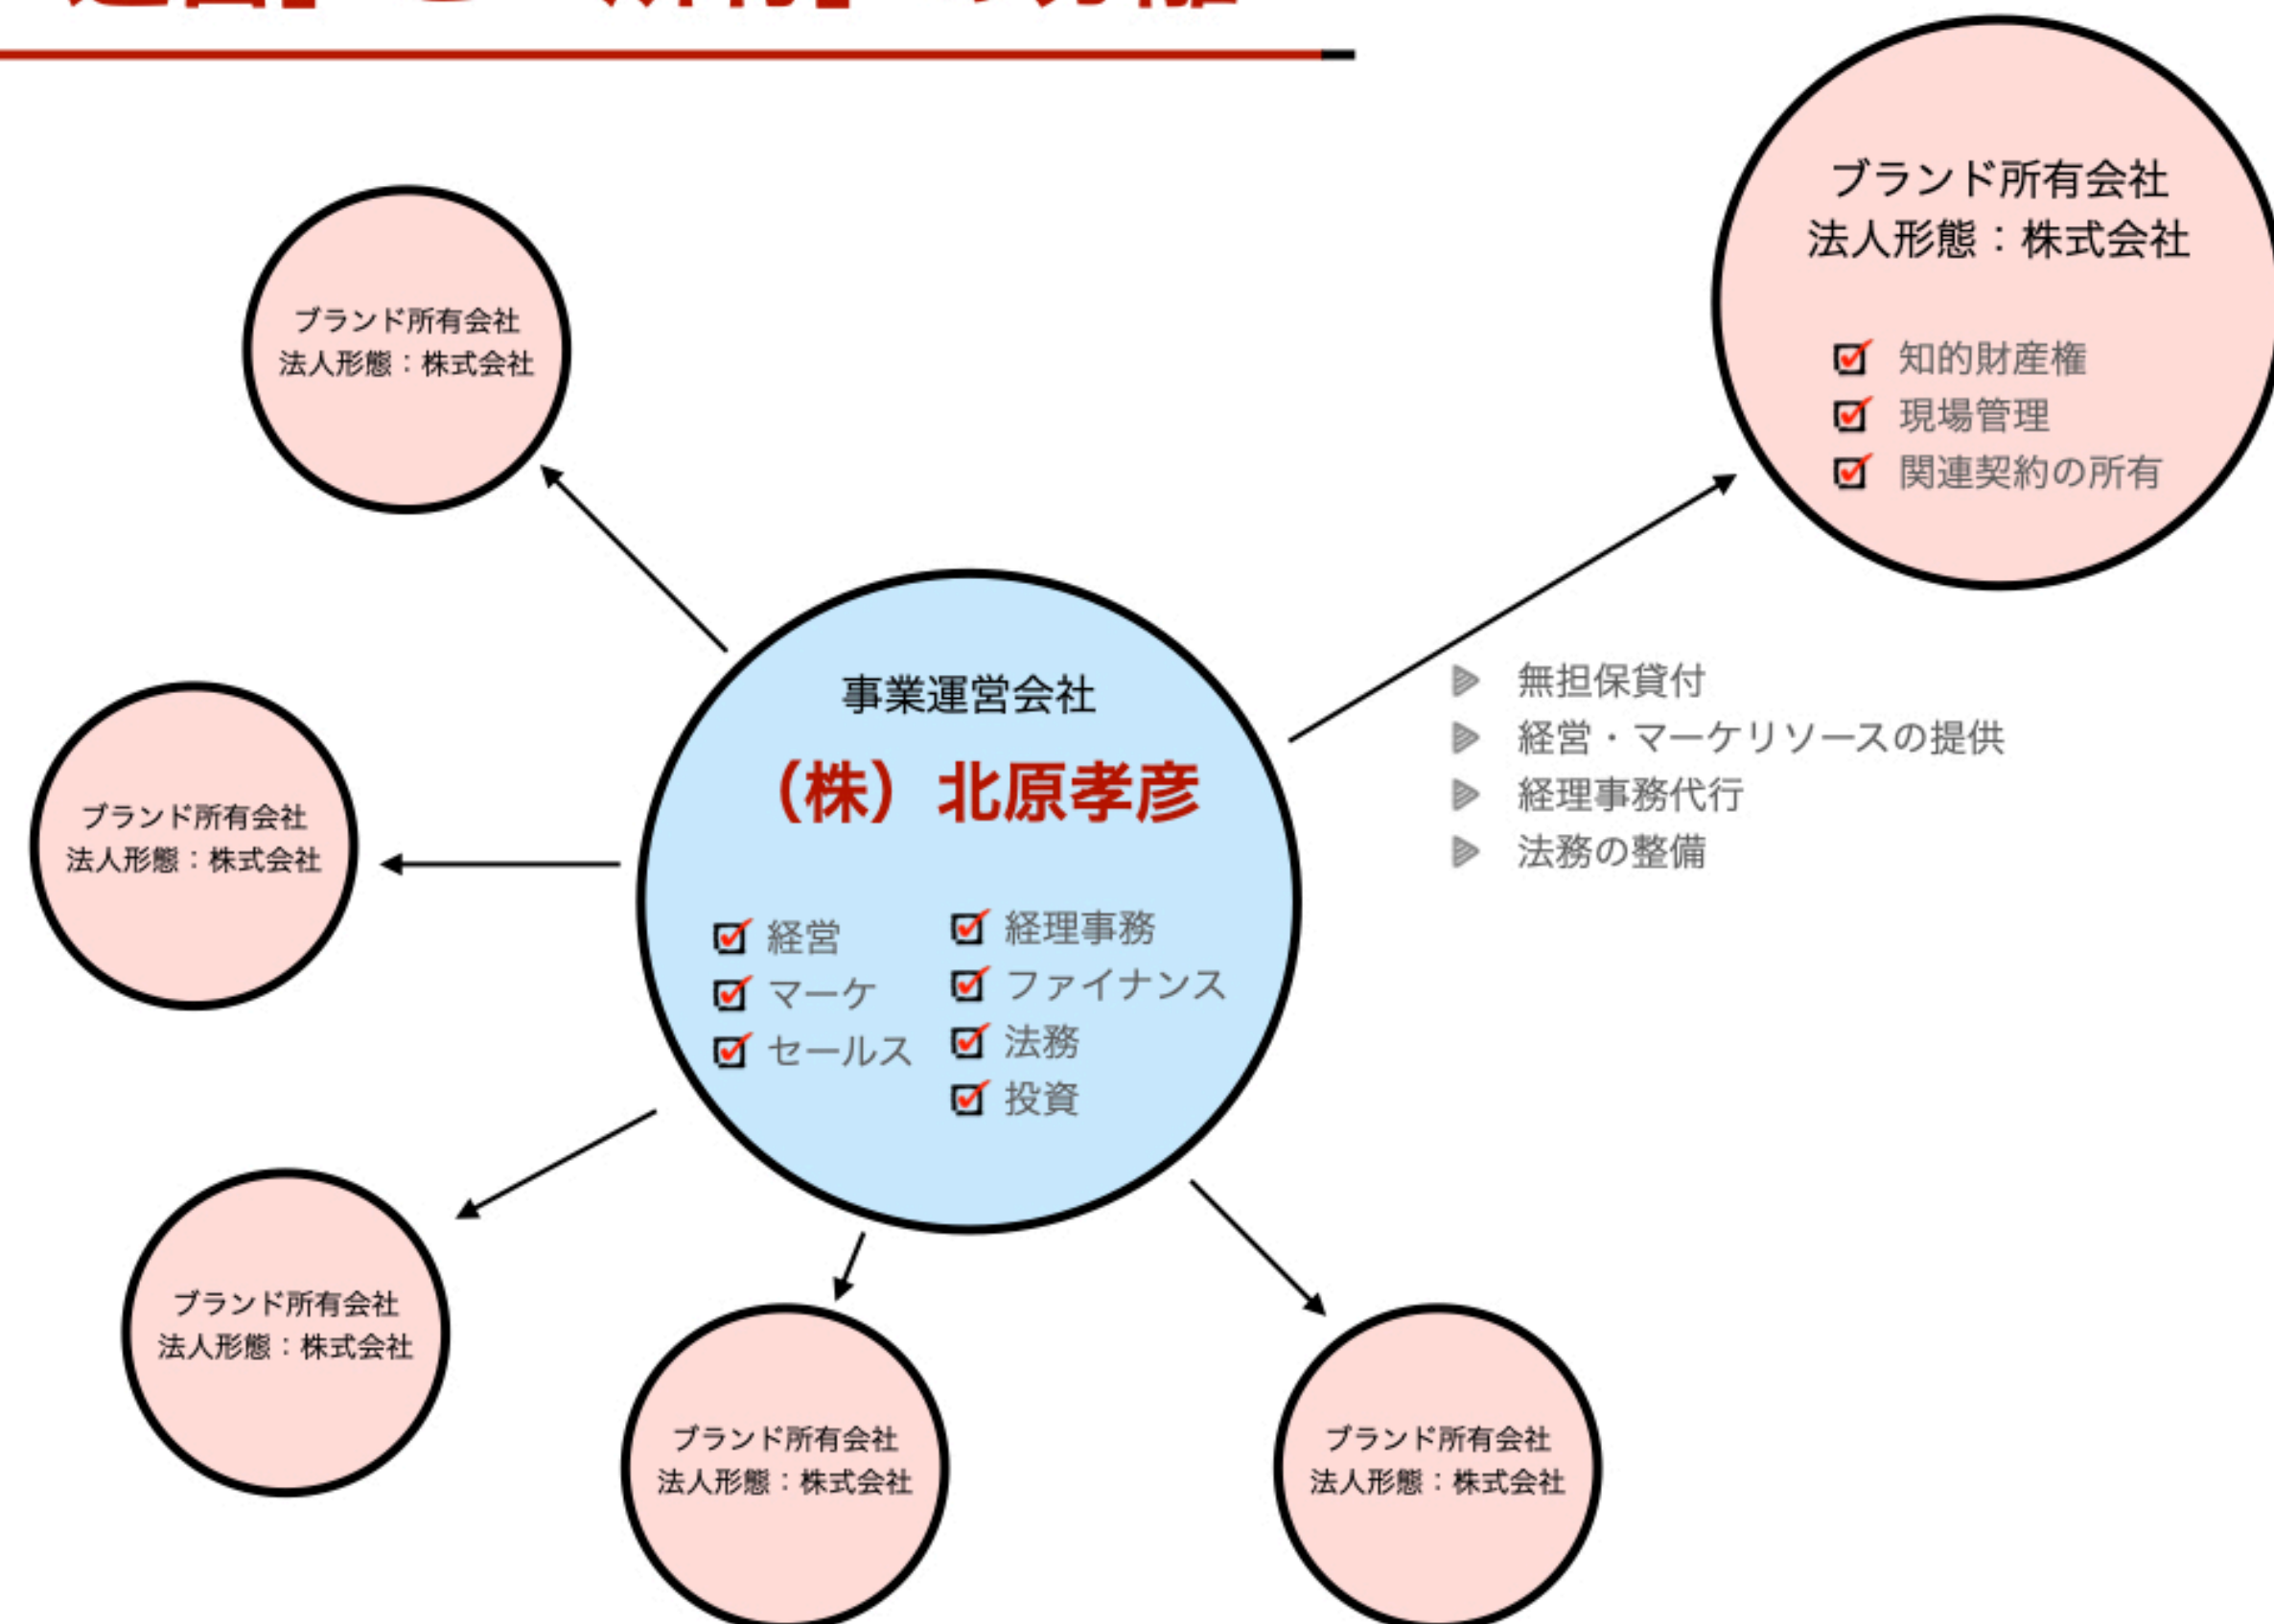 ブランド所有会社
法人形態：株式会社
知的財産権
現場管理
関連契約の所有
ブランド所有会社
法人形態：株式会社
無担保貸付
経営・マーケリソースの提供
経理事務代行
法務の整備
事業運営会社
（株）北原孝彦
経営
マーケ
セールス
経理事務
ファイナンス
法務
投資
ブランド所有会社
法人形態：株式会社
ブランド所有会社
法人形態：株式会社
ブランド所有会社
法人形態：株式会社
ブランド所有会社
法人形態：株式会社